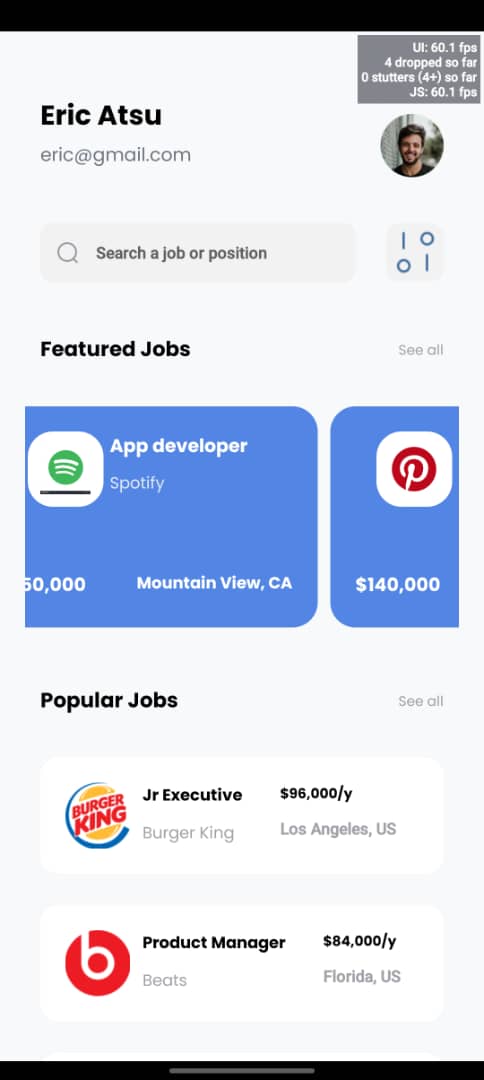 UI: 60.1 fps
4 dropped so far
0 stutters (4+) so far
JS: 60.1 fps
Eric Atsu
eric@gmail.com
Search a job or position
Featured Jobs
See all
App developer
Spotify
50,000
Mountain View, CA
$140,000
Popular Jobs
See all
BURGER
KING
Jr Executive
$96,000/y
Burger King
Los Angeles, US
Product Manager
$84,000/y
Beats
Florida, US